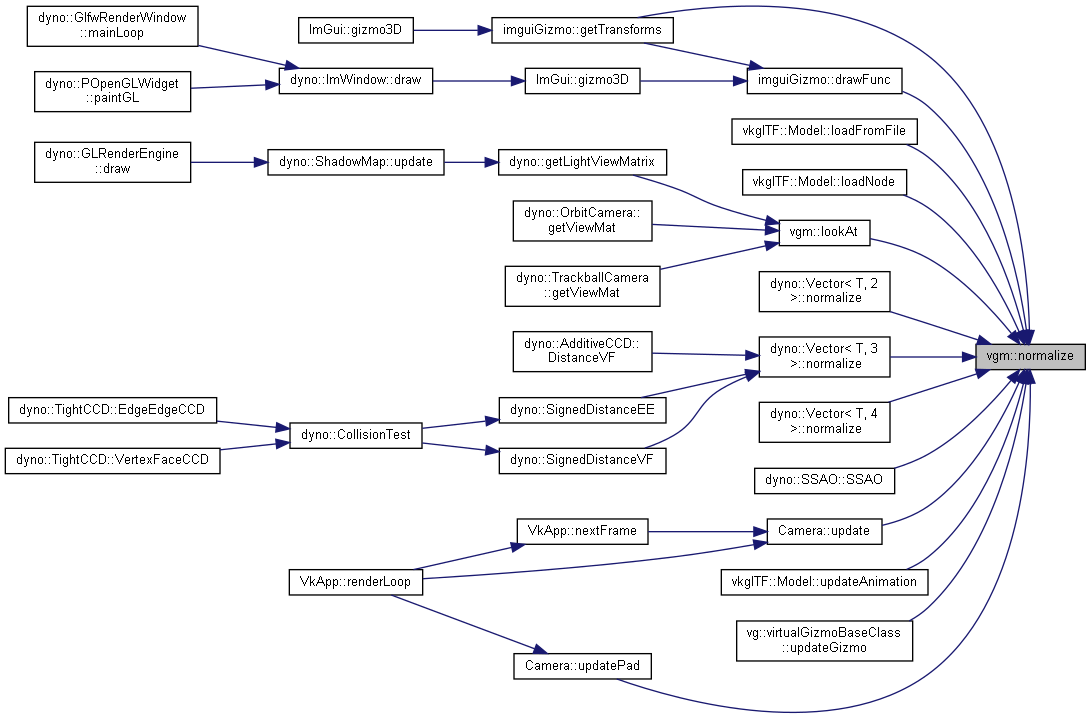 dyno::GlfwRenderWindow
::mainLoop
ImGui::gizmo3D
imguiGizmo::getTransforms
dyno::POpenGLWidget
::paintGL
dyno::ImWindow::draw
ImGui::gizmo3D
imguiGizmo::drawFunc
vkglTF::Model::loadFromFile
dyno::GLRenderEngine
::draw
dyno::ShadowMap::update
dyno::getLightViewMatrix
vkglTF::Model::loadNode
dyno::OrbitCamera::
getViewMat
vgm::lookAt
dyno::TrackballCamera
::getViewMat
dyno::Vector< T, 2
>::normalize
dyno::AdditiveCCD::
DistanceVF
dyno::Vector< T, 3
>::normalize
vgm::normalize
dyno::TightCCD::EdgeEdgeCCD
dyno::SignedDistanceEE
dyno::Vector< T, 4
>::normalize
dyno::CollisionTest
dyno::TightCCD::VertexFaceCCD
dyno::SignedDistanceVF
dyno::SSAO::SSAO
VkApp::nextFrame
Camera::update
VkApp::renderLoop
vkglTF::Model::updateAnimation
vg::virtualGizmoBaseClass
::updateGizmo
Camera::updatePad